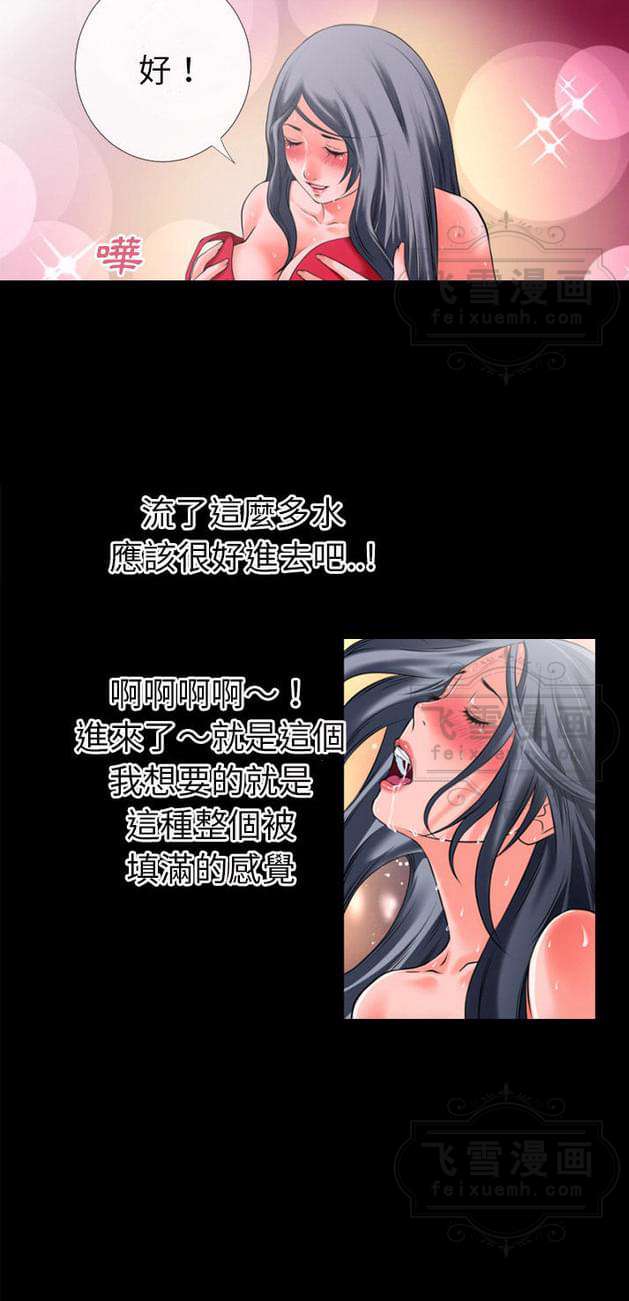 好！
嘩
飞雪漫画
feixuemh.com
流了這麼多水
應該很好進去吧..!
啊啊啊啊～！
進來了～就是這個
我想要的就是
這種整個被
填滿的感覺
飞雪漫画
feixuemh.com
飞雪漫画
feixuemh.com